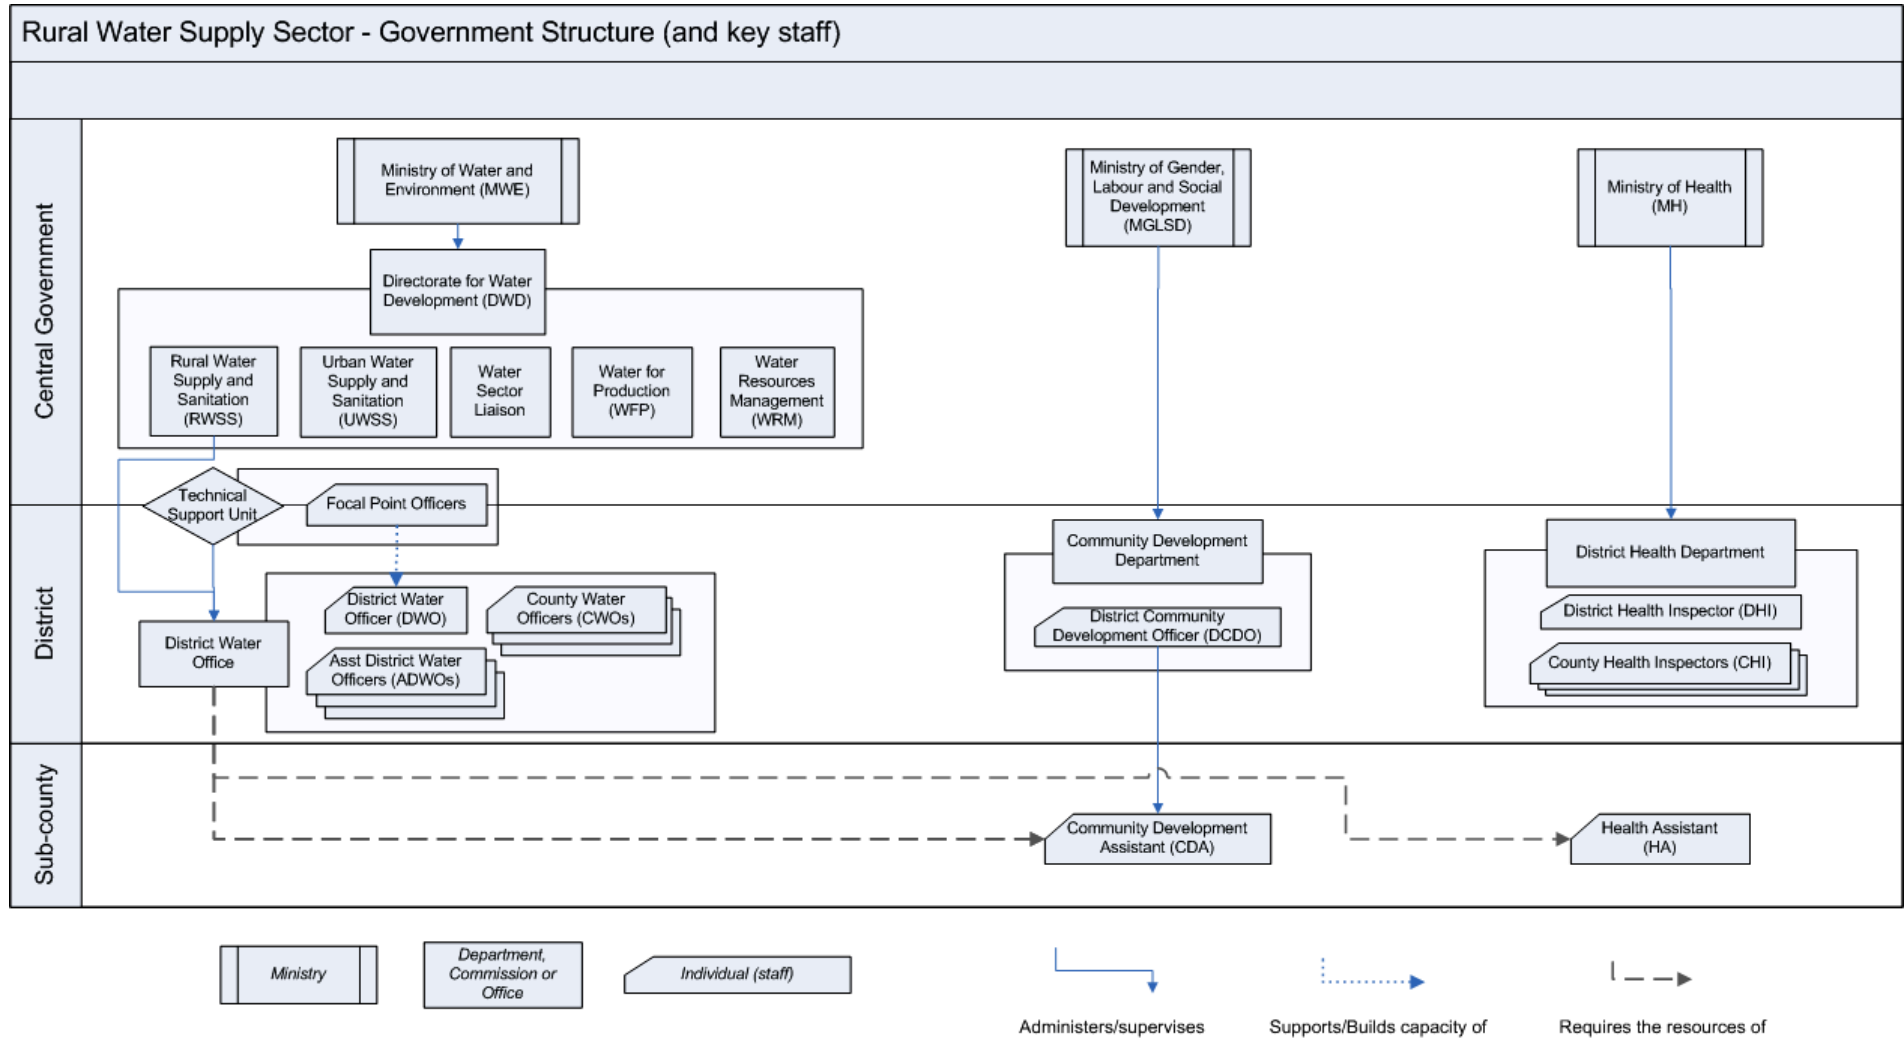 Rural Water Supply Sector - Government Structure (and key staff)
Central Government
Ministry of Water and
Environment (MWE)
Ministry of Gender,
Labour and Social
Development
(MGLSD)
Ministry of Health
(MH)
Directorate for Water
Development (DWD)
Rural Water
Supply and
Sanitation
(RWSS)
Urban Water
Supply and
Sanitation
(UWSS)
Water
Sector
Liaison
Water for
Production
(WFP)
Water
Resources
Management
(WRM)
Technical
Support Unit
Focal Point Officers
District
Community Development
Department
District Health Department
District Water
Officer (DWO)
County Water
Officers (CWOs)
District Community
Development Officer (DCDO)
District Health Inspector (DHI)
District Water
Office
Asst District Water
Officers (ADWOs)
County Health Inspectors (CHI)
Sub-county
Community Development
Assistant (CDA)
Health Assistant
(HA)
Ministry
Department,
Commission or
Office
Individual (staff)
Administers/supervises
Supports/Builds capacity of
Requires the resources of